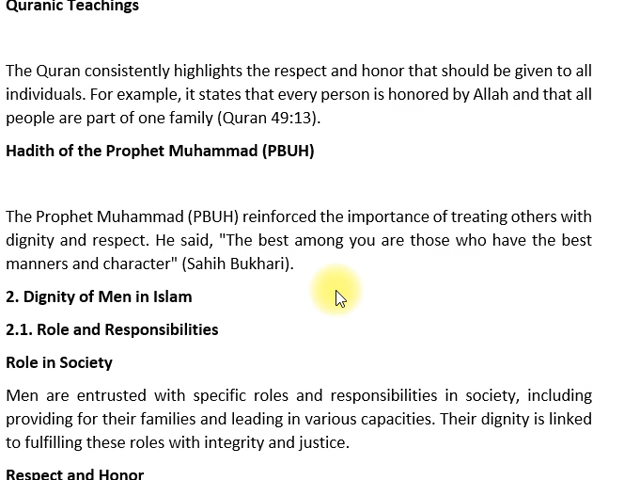 Quranic Teachings
The Quran consistently highlights the respect and honor that should be given to all
individuals. For example, it states that every person is honored by Allah and that all
people are part of one family (Quran 49:13).
Hadith of the Prophet Muhammad (PBUH)
The Prophet Muhammad (PBUH) reinforced the importance of treating others with
dignity and respect. He said, "The best among you are those who have the best
manners and character" (Sahih Bukhari).
2. Dignity of Men in Islam
2.1. Role and Responsibilities
Role in Society
Men are entrusted with specific roles and responsibilities in society, including
providing for their families and leading in various capacities. Their dignity is linked
to fulfilling these roles with integrity and justice.
Respect and Honor